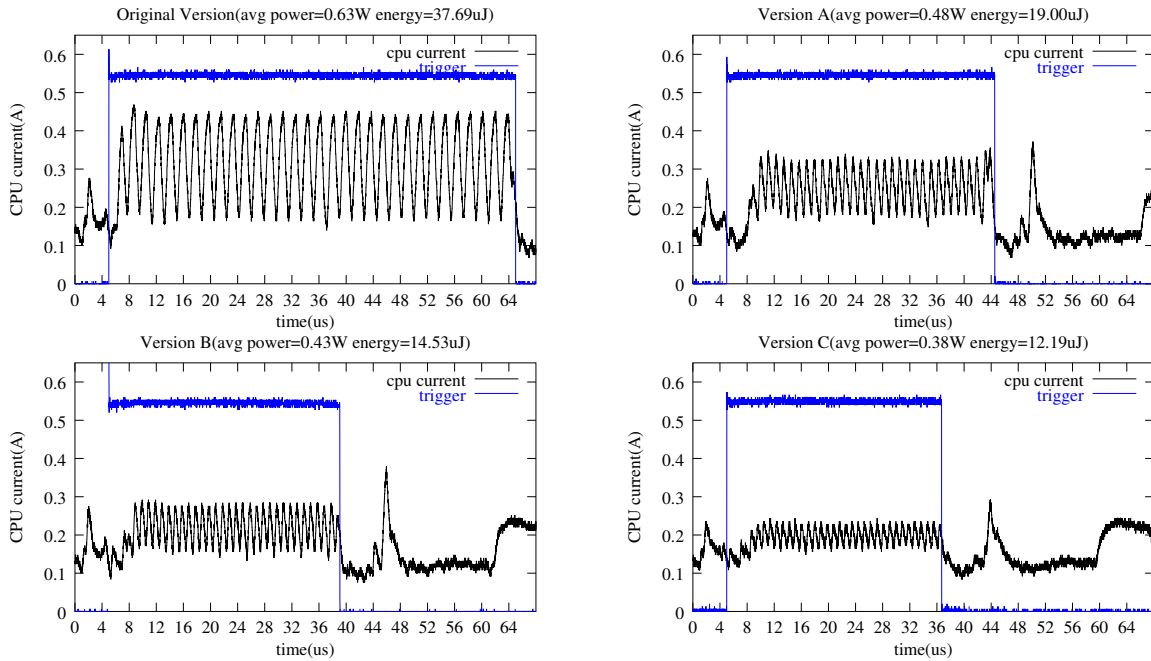 Original Version(avg power=0.63W energy=37.69uJ)
0.6
0.5
0.4
0.3
0.2
0.1
0
CPU current(A)
cpu current
trigger
0 4 8 12 16 20 24 28 32 36 40 44 48 52 56 60 64
time(us)
Version A(avg power=0.48W energy=19.00uJ)
0.6
0.5
0.4
0.3
0.2
0.1
0
CPU current(A)
cpu current
trigger
0 4 8 12 16 20 24 28 32 36 40 44 48 52 56 60 64
time(us)
Version B(avg power=0.43W energy=14.53uJ)
0.6
0.5
0.4
0.3
0.2
0.1
0
CPU current(A)
cpu current
trigger
0 4 8 12 16 20 24 28 32 36 40 44 48 52 56 60 64
time(us)
Version C(avg power=0.38W energy=12.19uJ)
0.6
0.5
0.4
0.3
0.2
0.1
0
CPU current(A)
cpu current
trigger
0 4 8 12 16 20 24 28 32 36 40 44 48 52 56 60 64
time(us)